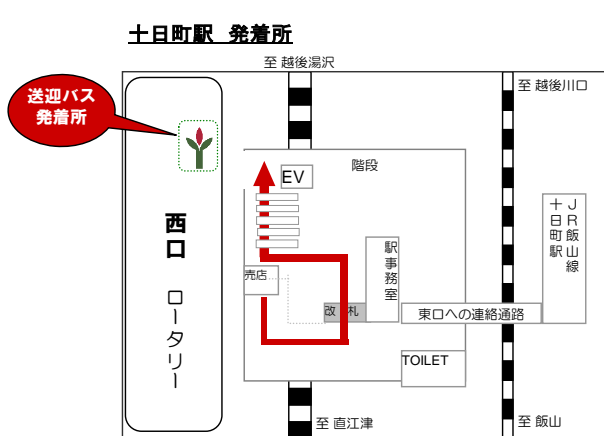 十日町駅 発着所
至 越後湯沢
送迎バス
発着所
至 越後口川
EV
階段
西口 ロータリー
売店
駅事務室
改 札
東口への連絡通路
JR飯山線
十日町駅
TOILET
至 直江津
至 飯山